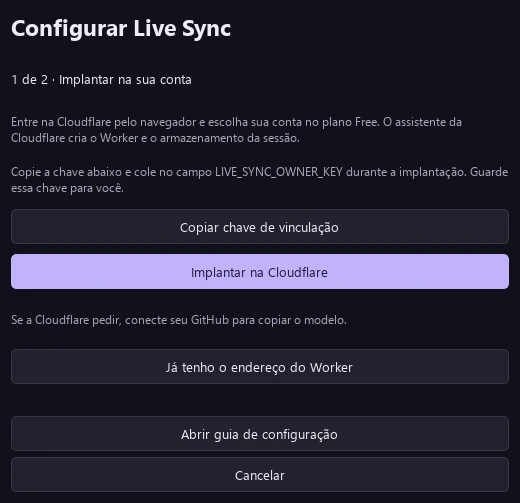 Configurar Live Sync
1 de 2 · Implantar na sua conta
Entre na Cloudflare pelo navegador e escolha sua conta no plano Free. O assistente da
Cloudflare cria o Worker e o armazenamento da sessão.
Copie a chave abaixo e cole no campo LIVE_SYNC_OWNER_KEY durante a implantação. Guarde
essa chave para você.
Copiar chave de vinculação
Implantar na Cloudflare
Se a Cloudflare pedir, conecte seu GitHub para copiar o modelo.
Já tenho o endereço do Worker
Abrir guia de configuração
Cancelar